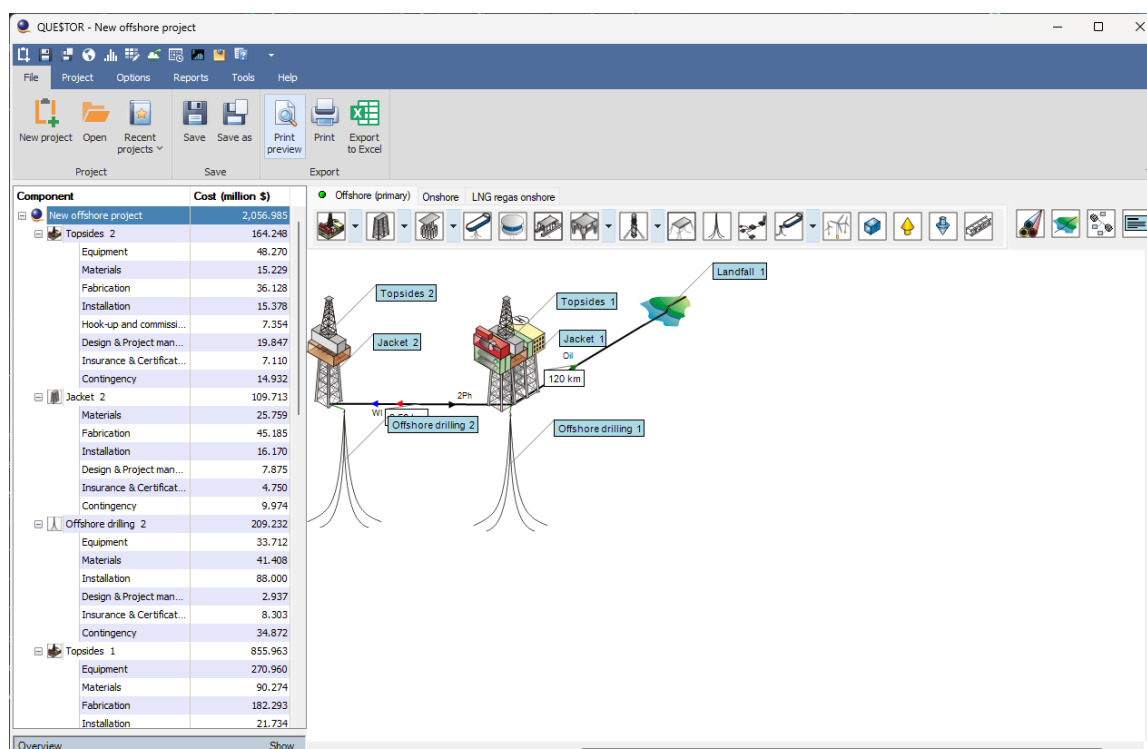 QUE$TOR - New offshore project
File Project Options Reports Tools Help
New project Open Recent projects Save Save as Print preview Print Export to Excel
Project Save Export
Component Cost (million $)
New offshore project 2,056.985
Topsides 2 164.248
Equipment 48.270
Materials 15.229
Fabrication 36.128
Installation 15.378
Hook-up and commissi... 7.354
Design & Project man... 19.847
Insurance & Certificat... 7.110
Contingency 14.932
Jacket 2 109.713
Materials 25.759
Fabrication 45.185
Installation 16.170
Design & Project man... 7.875
Insurance & Certificat... 4.750
Contingency 9.974
Offshore drilling 2 209.232
Equipment 33.712
Materials 41.408
Installation 88.000
Design & Project man... 2.937
Insurance & Certificat... 8.303
Contingency 34.872
Topsides 1 855.963
Equipment 270.960
Materials 90.274
Fabrication 182.293
Installation 21.734
Overview Show
Offshore (primary) Onshore LNG regas onshore
Landfall 1
Topsides 2
Topsides 1
Jacket 2
Jacket 1
Oil
120 km
2Ph
WI
Offshore drilling 2
Offshore drilling 1